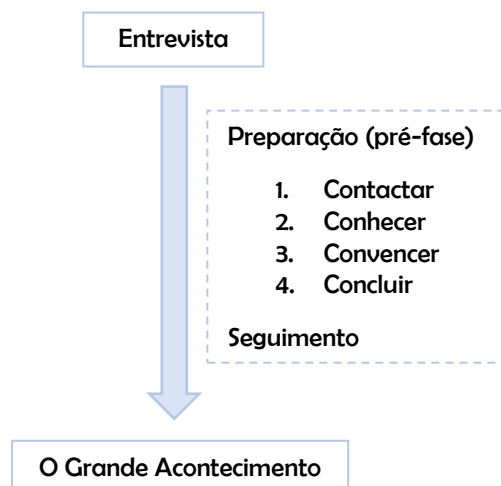 Entrevista
Preparação (pré-fase)
1. Contactar
2. Conhecer
3. Convencer
4. Concluir
Seguimento
O Grande Acontecimento